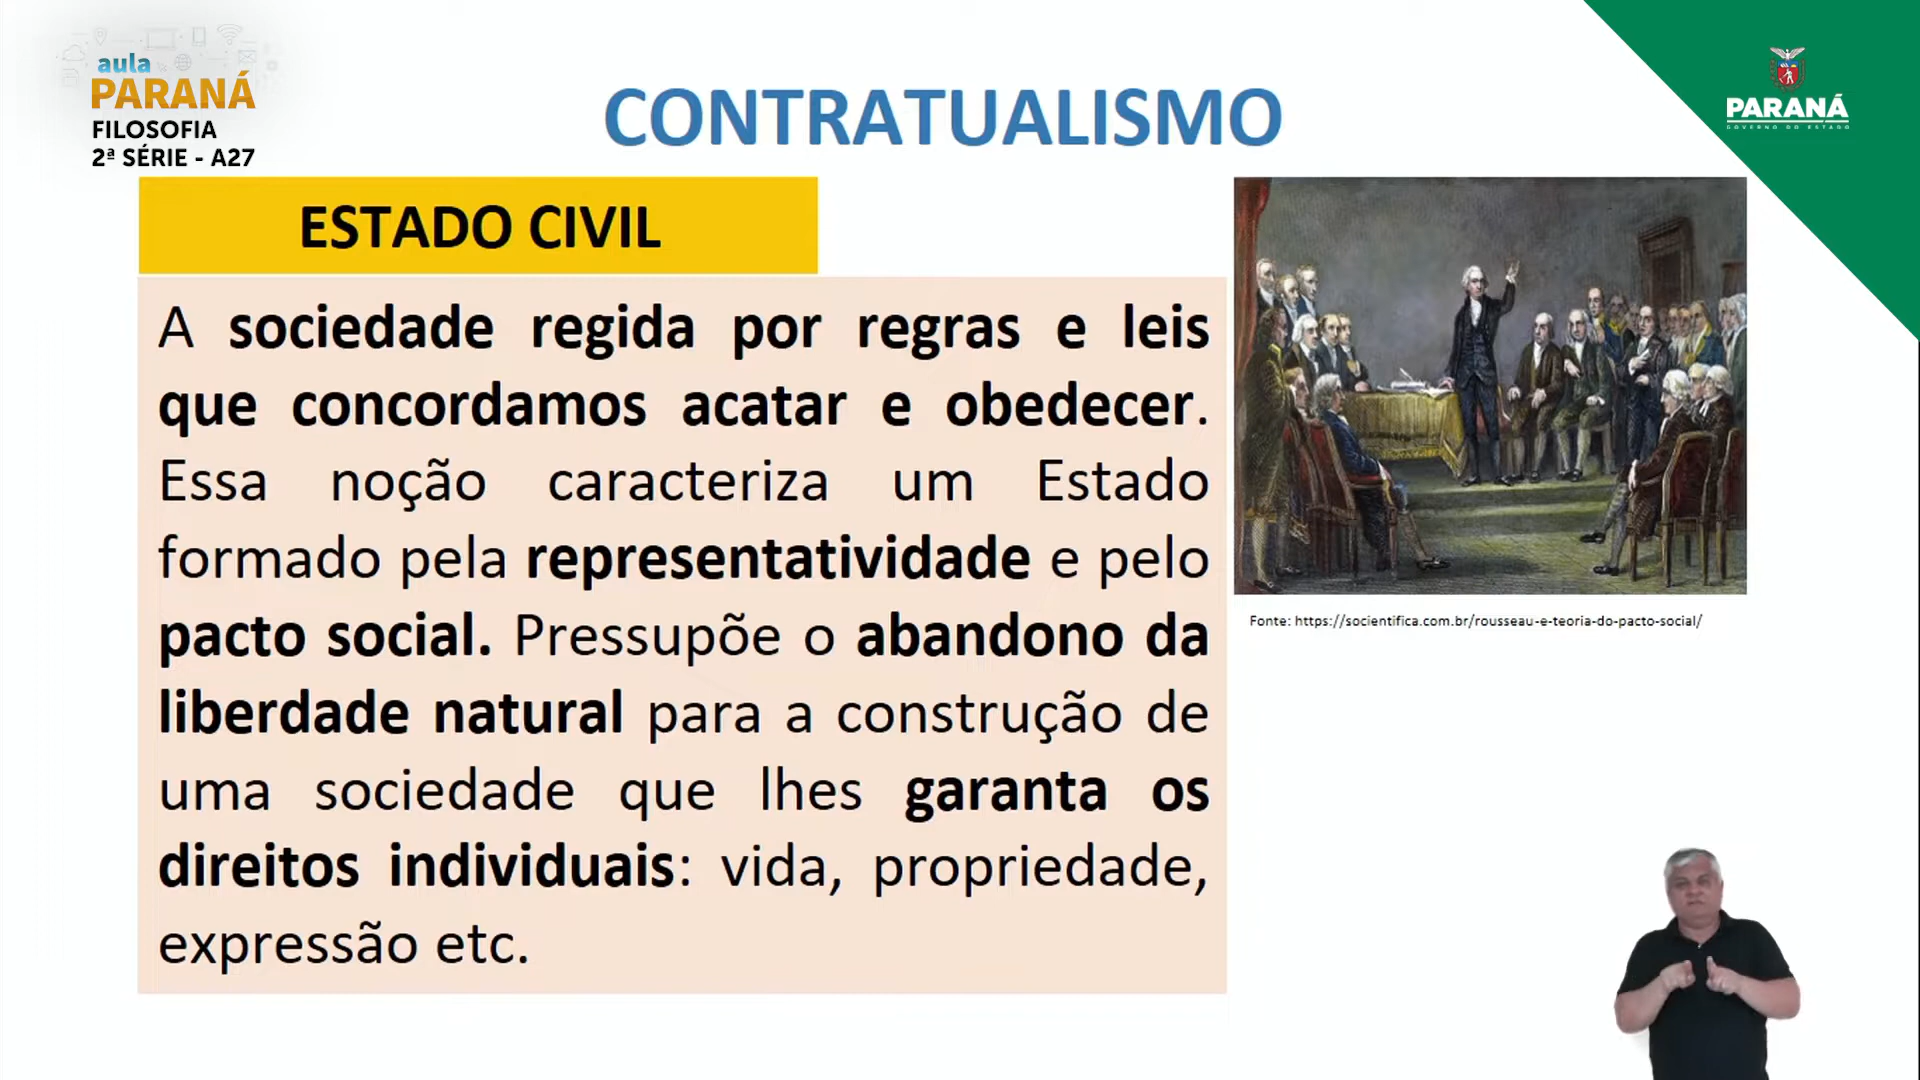 aula
PARANÁ
FILOSOFIA
2ª SÉRIE - A27
CONTRATUALISMO
PARANÁ
GOVERNO DO ESTADO
ESTADO CIVIL
A sociedade regida por regras e leis
que concordamos acatar e obedecer.
Essa noção caracteriza um Estado
formado pela representatividade e pelo
pacto social. Pressupõe o abandono da
liberdade natural para a construção de
uma sociedade que lhes garanta os
direitos individuais: vida, propriedade,
expressão etc.
Fonte: https://socientifica.com.br/rousseau-e-teoria-do-pacto-social/